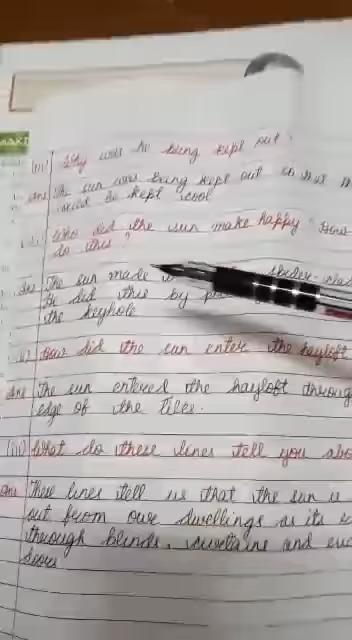 (iii) Why was he being kept out?
Ans The sun was being kept out so that
could be kept cool
Who did the sun make happy? How
do this?
Ans The sun made
He did this by
the keyhole
How did the sun enter the hayloft
Ans The sun entered the hayloft through
edge of the tiles.
(iii) What do these lines tell you abo
Ans These lines tell us that the sun is
out from our dwellings as its
through blinds, curtains and
doors